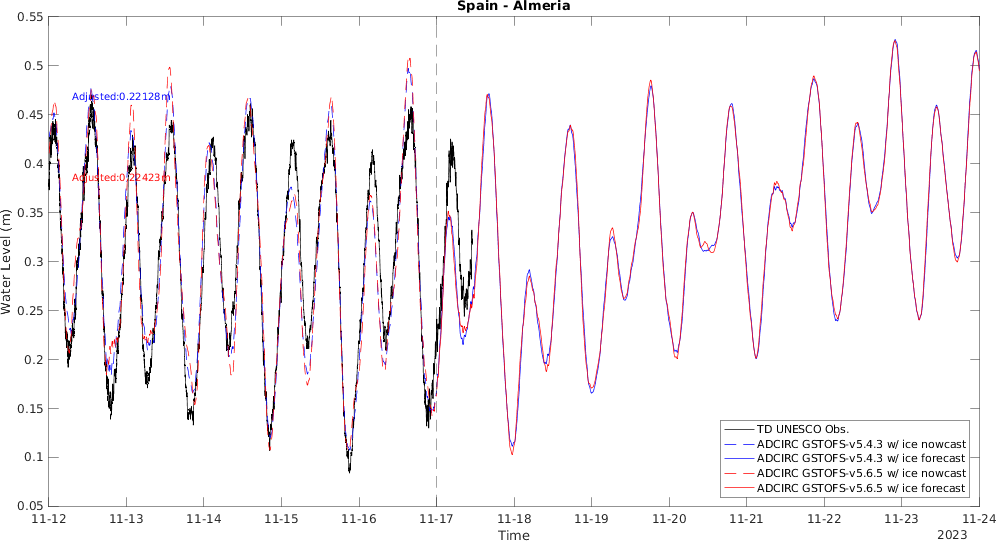 Spain - Almeria
0.55
0.5
0.45
0.4
0.35
0.3
0.25
0.2
0.15
0.1
0.05
Water Level (m)
Adjusted:0.22128m
Adjusted:0.22423m
TD UNESCO Obs.
ADCIRC GSTOFS-v5.4.3 w/ ice nowcast
ADCIRC GSTOFS-v5.4.3 w/ ice forecast
ADCIRC GSTOFS-v5.6.5 w/ ice nowcast
ADCIRC GSTOFS-v5.6.5 w/ ice forecast
11-12 11-13 11-14 11-15 11-16 11-17 11-18 11-19 11-20 11-21 11-22 11-23 11-24
Time
2023